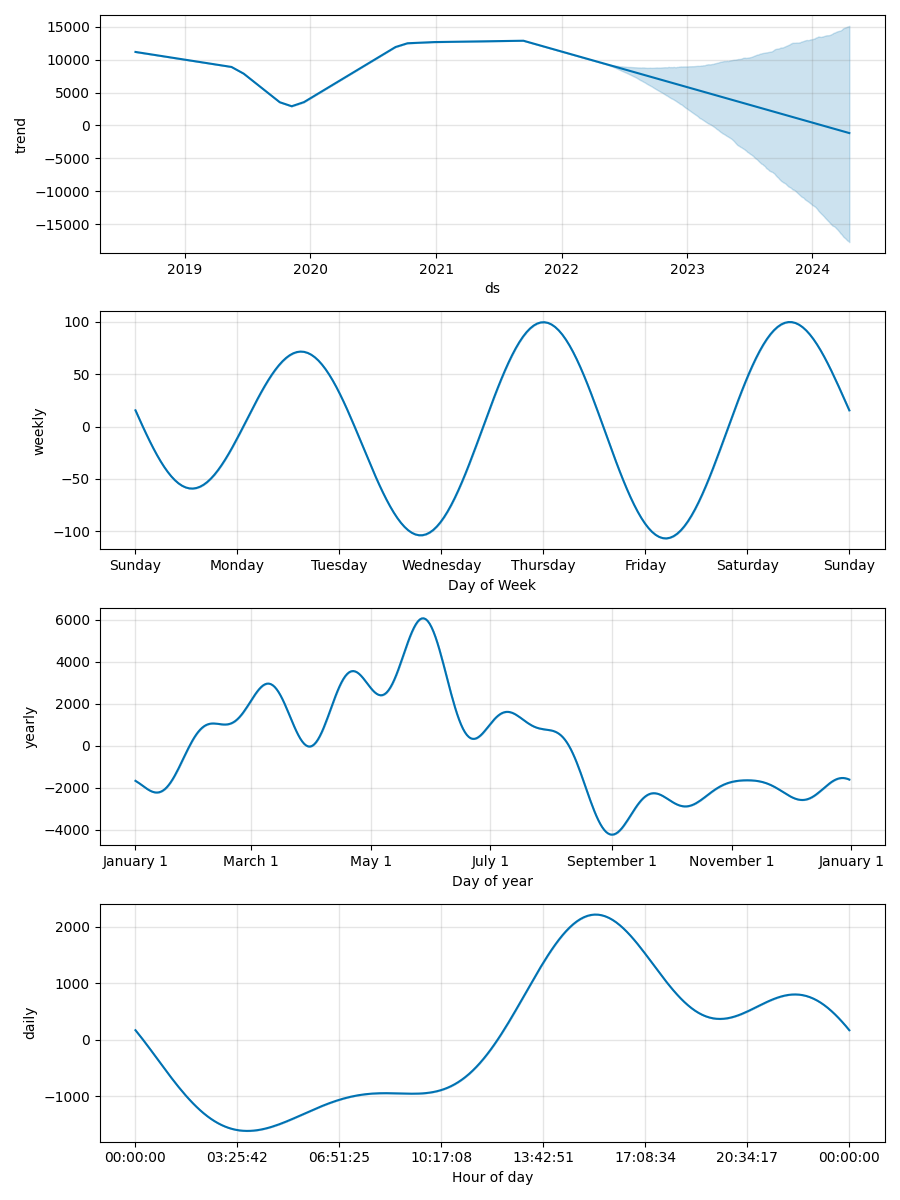 15000
10000
5000
0
−5000
−10000
−15000
trend
2019 2020 2021 2022 2023 2024
ds
100
50
0
−50
−100
weekly
Sunday Monday Tuesday Wednesday Thursday Friday Saturday Sunday
Day of Week
6000
4000
2000
0
−2000
−4000
yearly
January 1 March 1 May 1 July 1 September 1 November 1 January 1
Day of year
2000
1000
0
−1000
daily
00:00:00 03:25:42 06:51:25 10:17:08 13:42:51 17:08:34 20:34:17 00:00:00
Hour of day